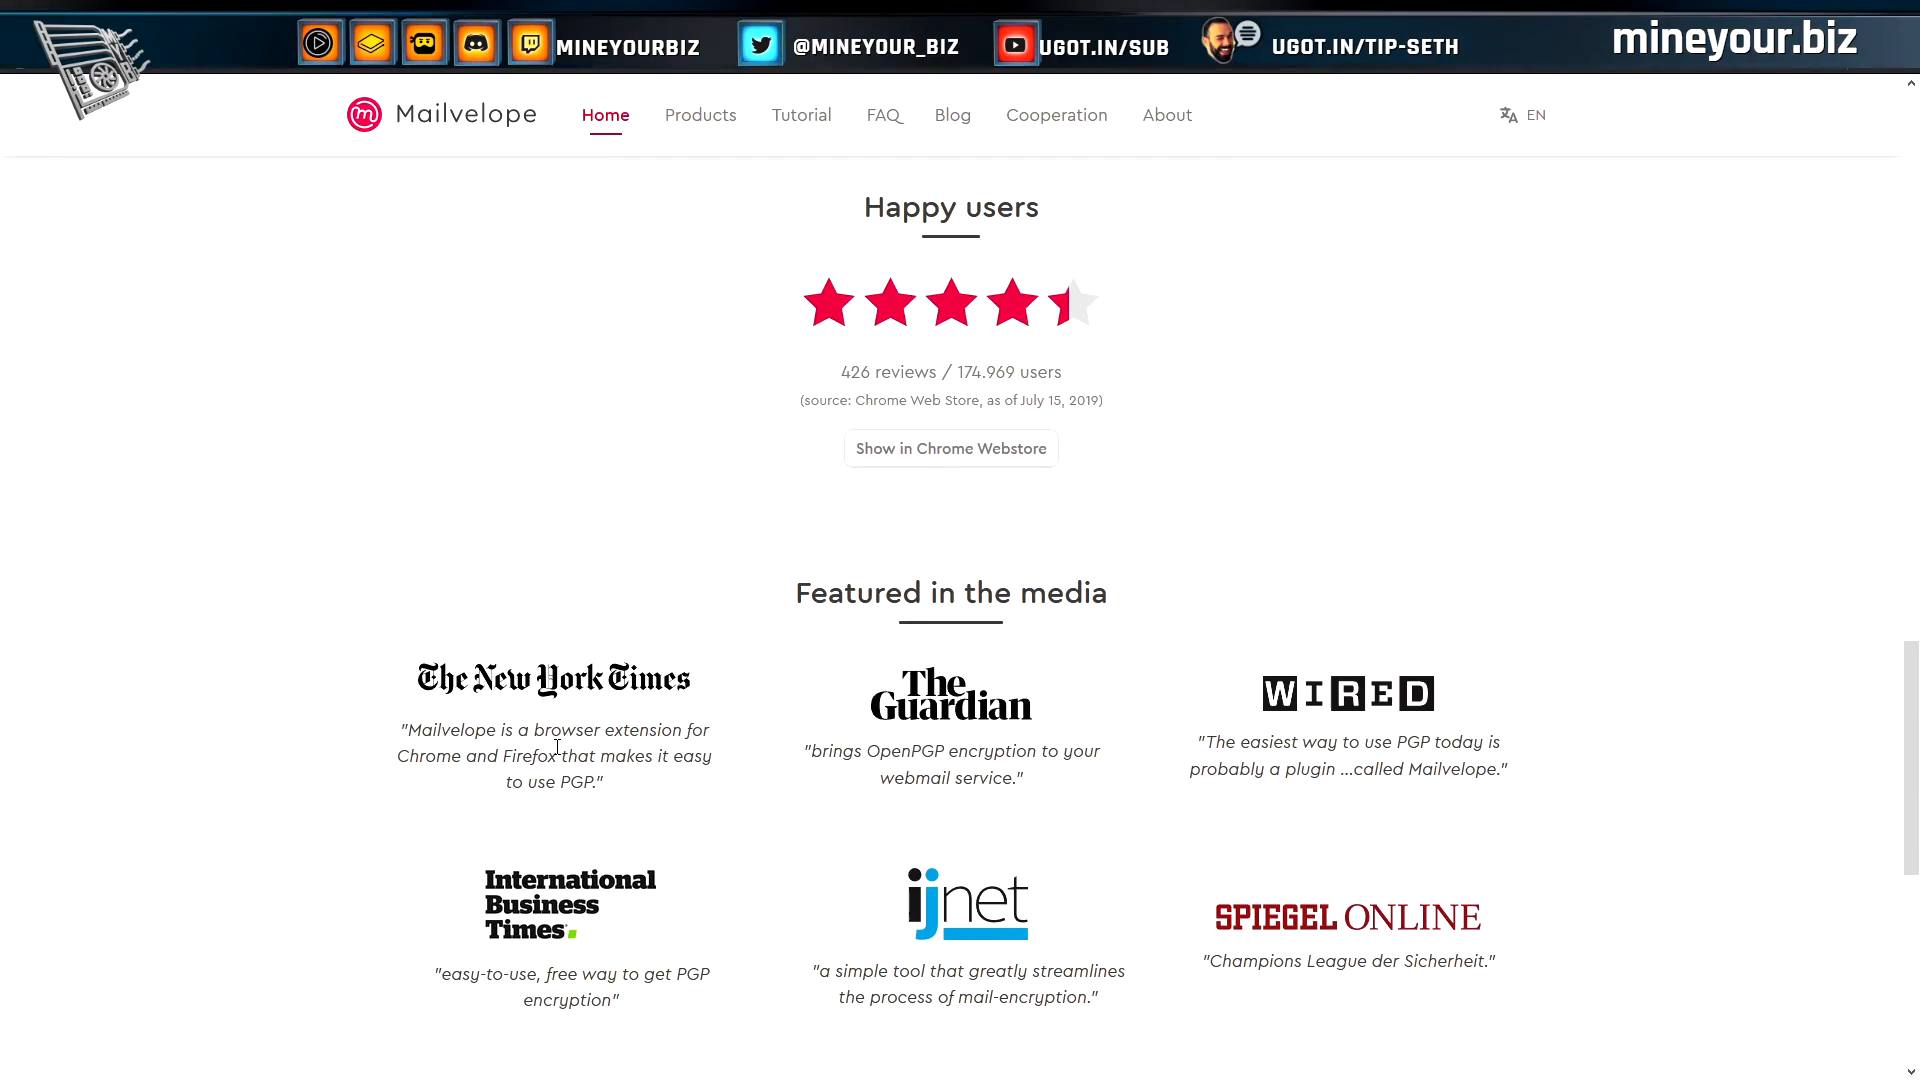 MINEYOURBIZ @MINEYOUR_BIZ UGOT.IN/SUB UGOT.IN/TIP-SETH mineyour.biz
Mailvelope Home Products Tutorial FAQ Blog Cooperation About EN
Happy users
426 reviews / 174.969 users
(source: Chrome Web Store, as of July 15, 2019)
Show in Chrome Webstore
Featured in the media
The New York Times
"Mailvelope is a browser extension for
Chrome and Firefox that makes it easy
to use PGP."
The
Guardian
"brings OpenPGP encryption to your
webmail service."
WIRED
"The easiest way to use PGP today is
probably a plugin ...called Mailvelope."
International
Business
Times.
"easy-to-use, free way to get PGP
encryption"
ijnet
"a simple tool that greatly streamlines
the process of mail-encryption."
SPIEGEL ONLINE
"Champions League der Sicherheit."